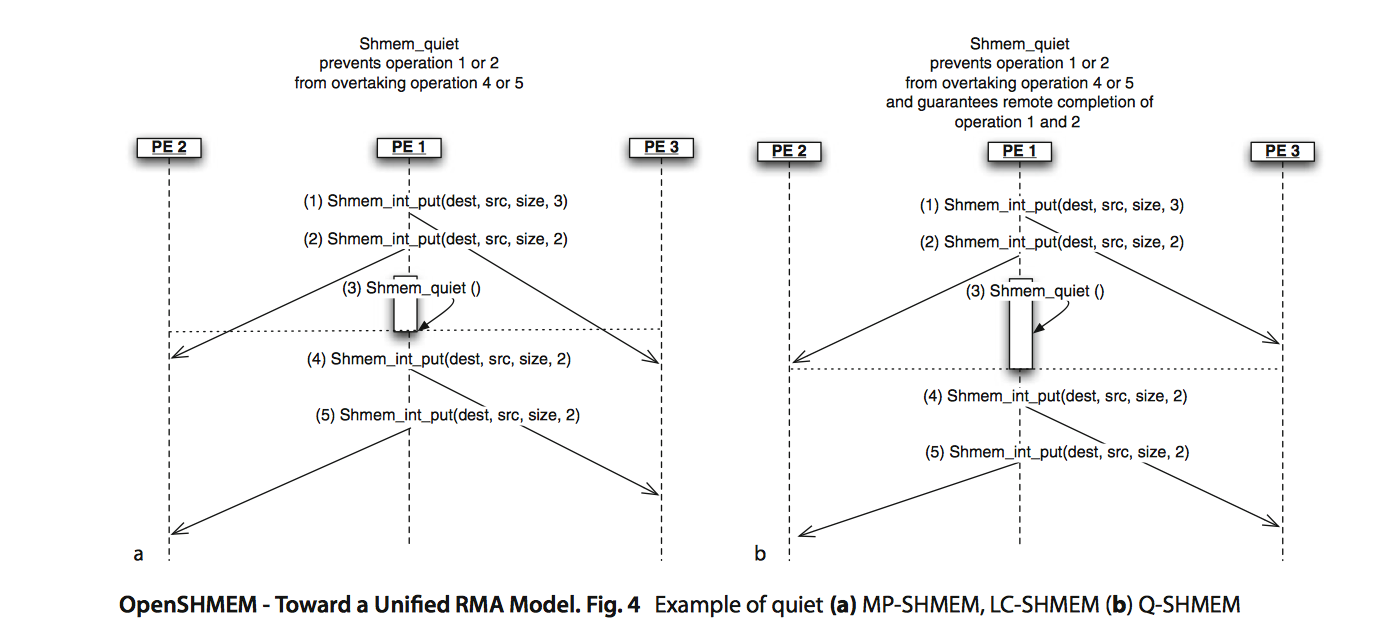 Shmem_quiet
prevents operation 1 or 2
from overtaking operation 4 or 5
PE 2
PE 1
PE 3
(1) Shmem_int_put(dest, src, size, 3)
(2) Shmem_int_put(dest, src, size, 2)
(3) Shmem_quiet ()
(4) Shmem_int_put(dest, src, size, 2)
(5) Shmem_int_put(dest, src, size, 2)
a
Shmem_quiet
prevents operation 1 or 2
from overtaking operation 4 or 5
and guarantees remote completion of
operation 1 and 2
PE 2
PE 1
PE 3
(1) Shmem_int_put(dest, src, size, 3)
(2) Shmem_int_put(dest, src, size, 2)
(3) Shmem_quiet ()
(4) Shmem_int_put(dest, src, size, 2)
(5) Shmem_int_put(dest, src, size, 2)
b
OpenSHMEM - Toward a Unified RMA Model. Fig. 4 Example of quiet (a) MP-SHMEM, LC-SHMEM (b) Q-SHMEM